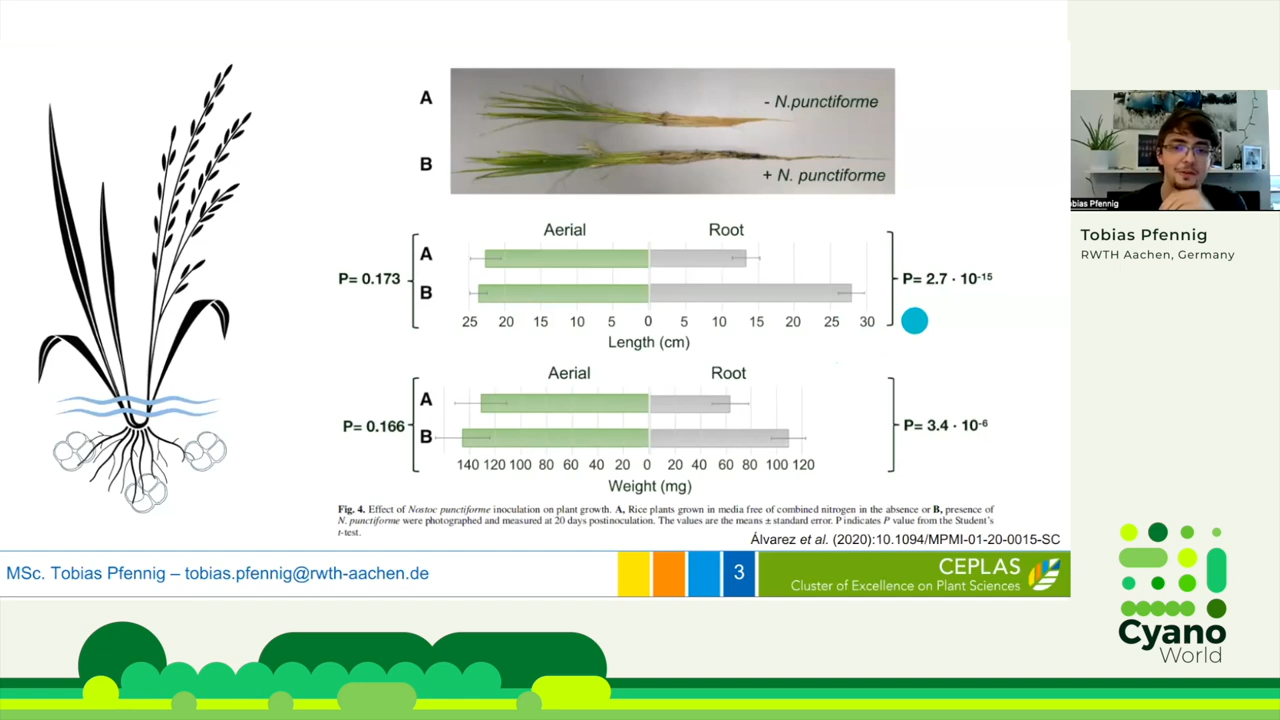 A
- N.punctiforme
B
+ N. punctiforme
Aerial Root
A
P= 0.173
P= 2.7 · 10-15
B
25 20 15 10 5 0 5 10 15 20 25 30
Length (cm)
Aerial Root
A
P= 0.166
P= 3.4 · 10-6
B
140 120 100 80 60 40 20 0 20 40 60 80 100 120
Weight (mg)
Fig. 4. Effect of Nostoc punctiforme inoculation on plant growth. A, Rice plants grown in media free of combined nitrogen in the absence or B, presence of
N. punctiforme were photographed and measured at 20 days postinoculation. The values are the means ± standard error. P indicates P value from the Student's
t-test.
Álvarez et al. (2020):10.1094/MPMI-01-20-0015-SC
MSc. Tobias Pfennig – tobias.pfennig@rwth-aachen.de
3
CEPLAS
Cluster of Excellence on Plant Sciences
obias Pfennig
Tobias Pfennig
RWTH Aachen, Germany
Cyano
World